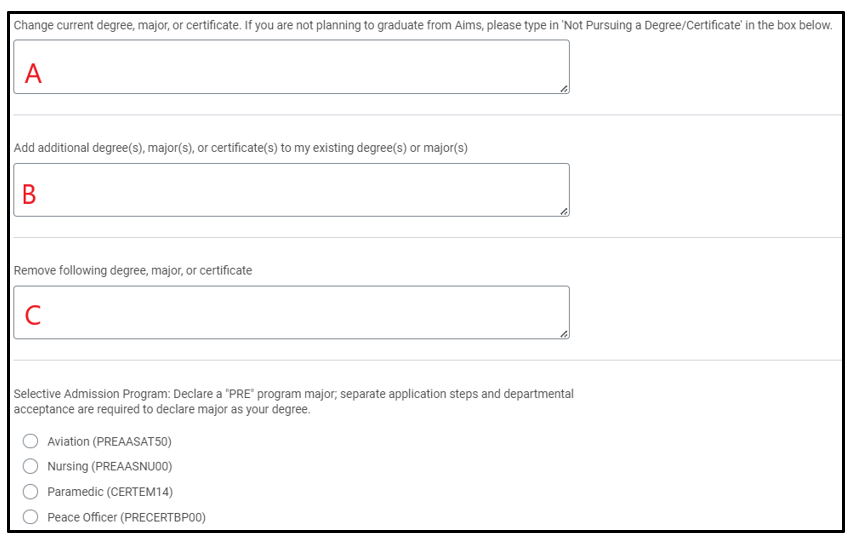 Change current degree, major, or certificate. If you are not planning to graduate from Aims, please type in 'Not Pursuing a Degree/Certificate' in the box below.
A
Add additional degree(s), major(s), or certificate(s) to my existing degree(s) or major(s)
B
Remove following degree, major, or certificate
C
Selective Admission Program: Declare a "PRE" program major; separate application steps and departmental
acceptance are required to declare major as your degree.
Aviation (PREAASAT50)
Nursing (PREAASNU00)
Paramedic (CERTEM14)
Peace Officer (PRECERTBP00)